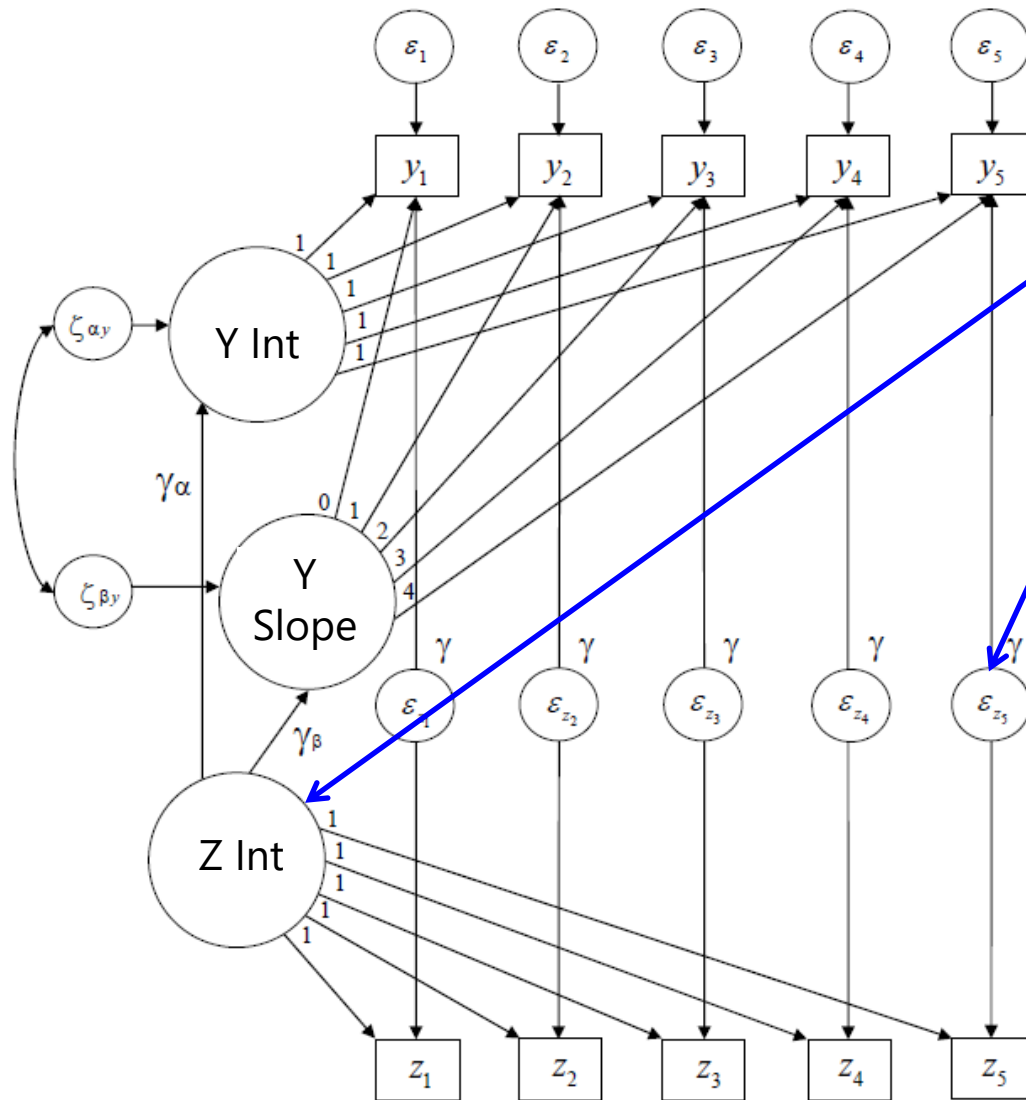 ε₁ ε₂ ε₃ ε₄ ε₅
y₁ y₂ y₃ y₄ y₅
1
1
1
1
1
ζαy
Y Int
γα
0 1 2 3 4
ζβy
Y
Slope
γ γ γ γ γ
εz₁ εz₂ εz₃ εz₄ εz₅
γβ
Z Int
1
1
1
1
1
z₁ z₂ z₃ z₄ z₅